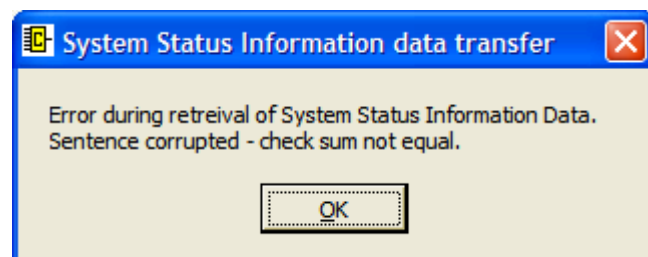 System Status Information data transfer
Error during retreival of System Status Information Data.
Sentence corrupted - check sum not equal.
OK